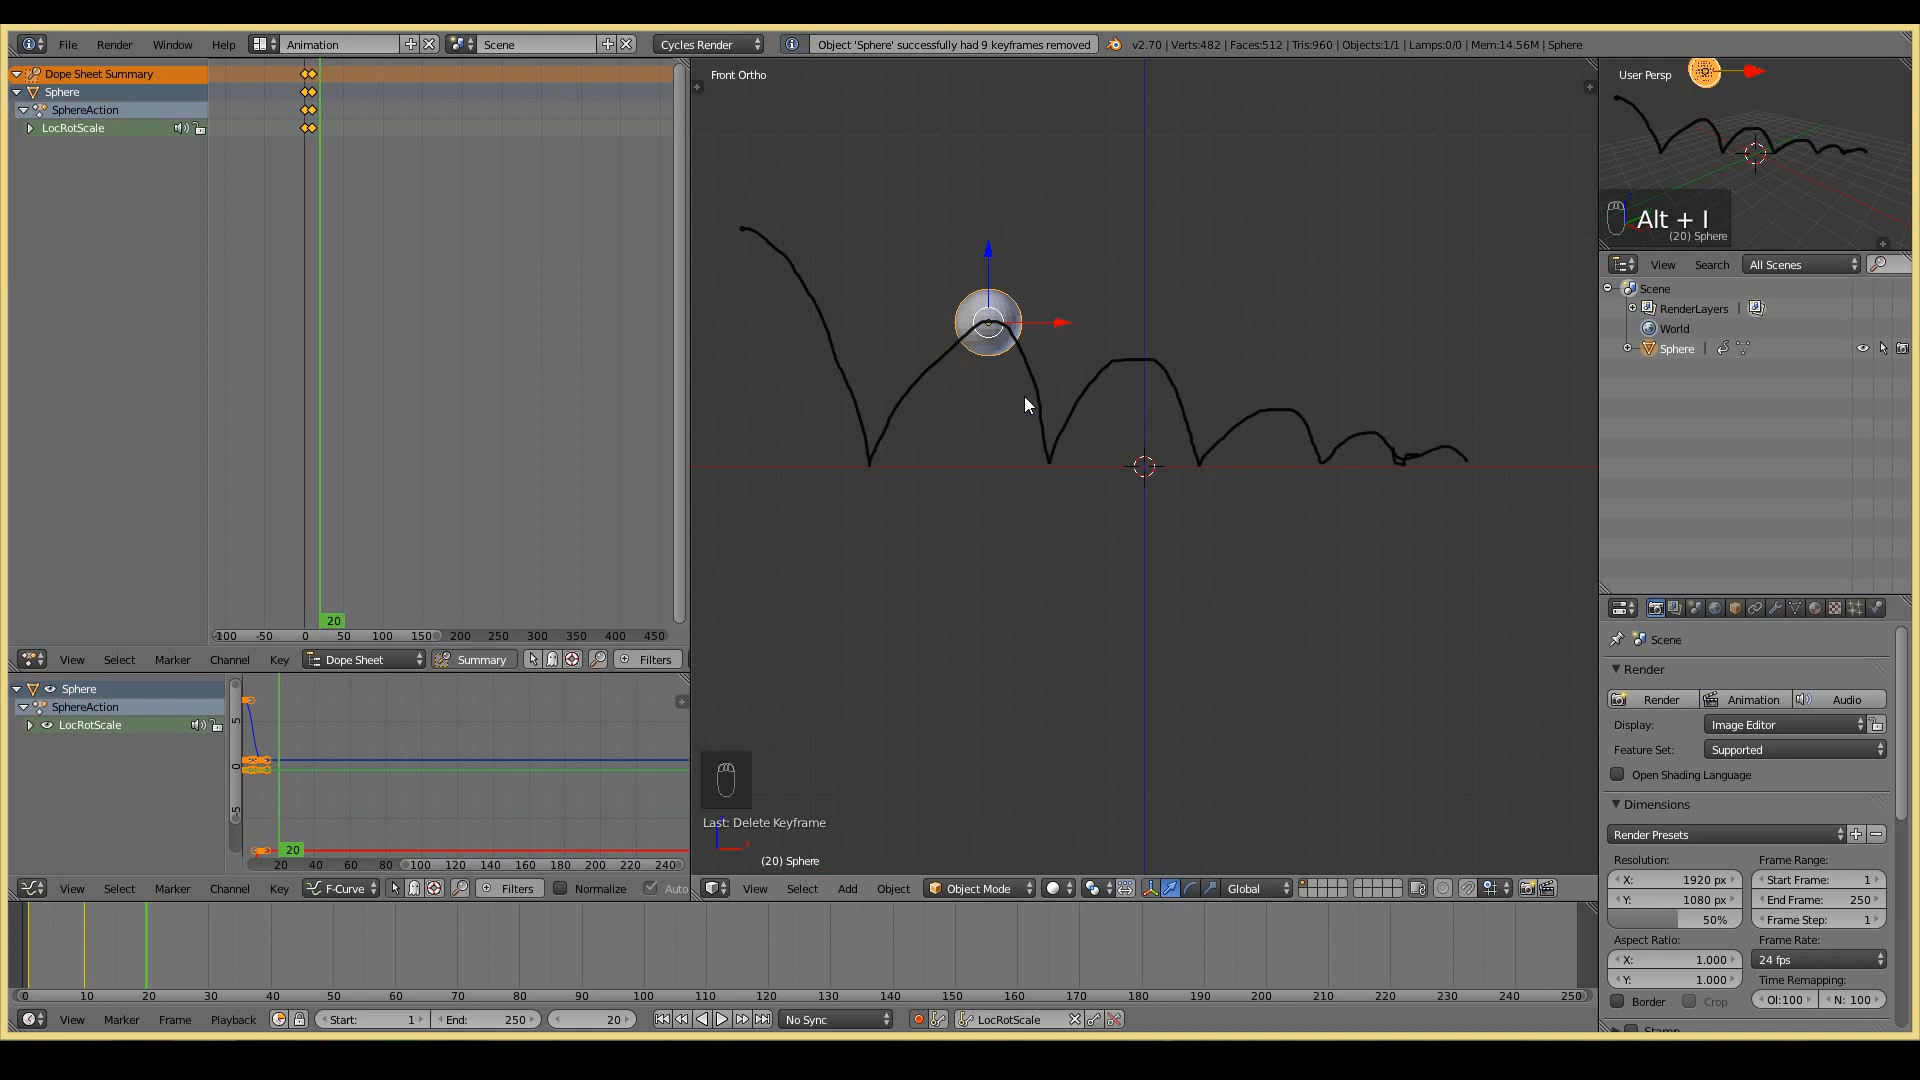 File Render Window Help Animation Scene Cycles Render Object 'Sphere' successfully had 9 keyframes removed v2.70 | Verts:482 | Faces:512 | Tris:960 | Objects:1/1 | Lamps:0/0 | Mem:14.56M | Sphere
Dope Sheet Summary
Sphere
SphereAction
LocRotScale
20
-100 -50 0 50 100 150 200 250 300 350 400 450
View Select Marker Channel Key Dope Sheet Summary Filters
Sphere
SphereAction
LocRotScale
5
0
-5
20
20 40 60 80 100 120 140 160 180 200 220 240
View Select Marker Channel Key F-Curve Filters Normalize Auto
Front Ortho
Last: Delete Keyframe
(20) Sphere
View Select Add Object Object Mode Global
User Persp
Alt + I
(20) Sphere
View Search All Scenes
Scene
RenderLayers |
World
Sphere |
Scene
Render
Render Animation Audio
Display: Image Editor
Feature Set: Supported
Open Shading Language
Dimensions
Render Presets
Resolution: Frame Range:
X: 1920 px Start Frame: 1
Y: 1080 px End Frame: 250
50% Frame Step: 1
Aspect Ratio: Frame Rate:
X: 1.000 24 fps
Y: 1.000 Time Remapping:
Border Crop Ol:100 N: 100
Stamp
0 10 20 30 40 50 60 70 80 90 100 110 120 130 140 150 160 170 180 190 200 210 220 230 240 250
View Marker Frame Playback Start: 1 End: 250 20 No Sync LocRotScale